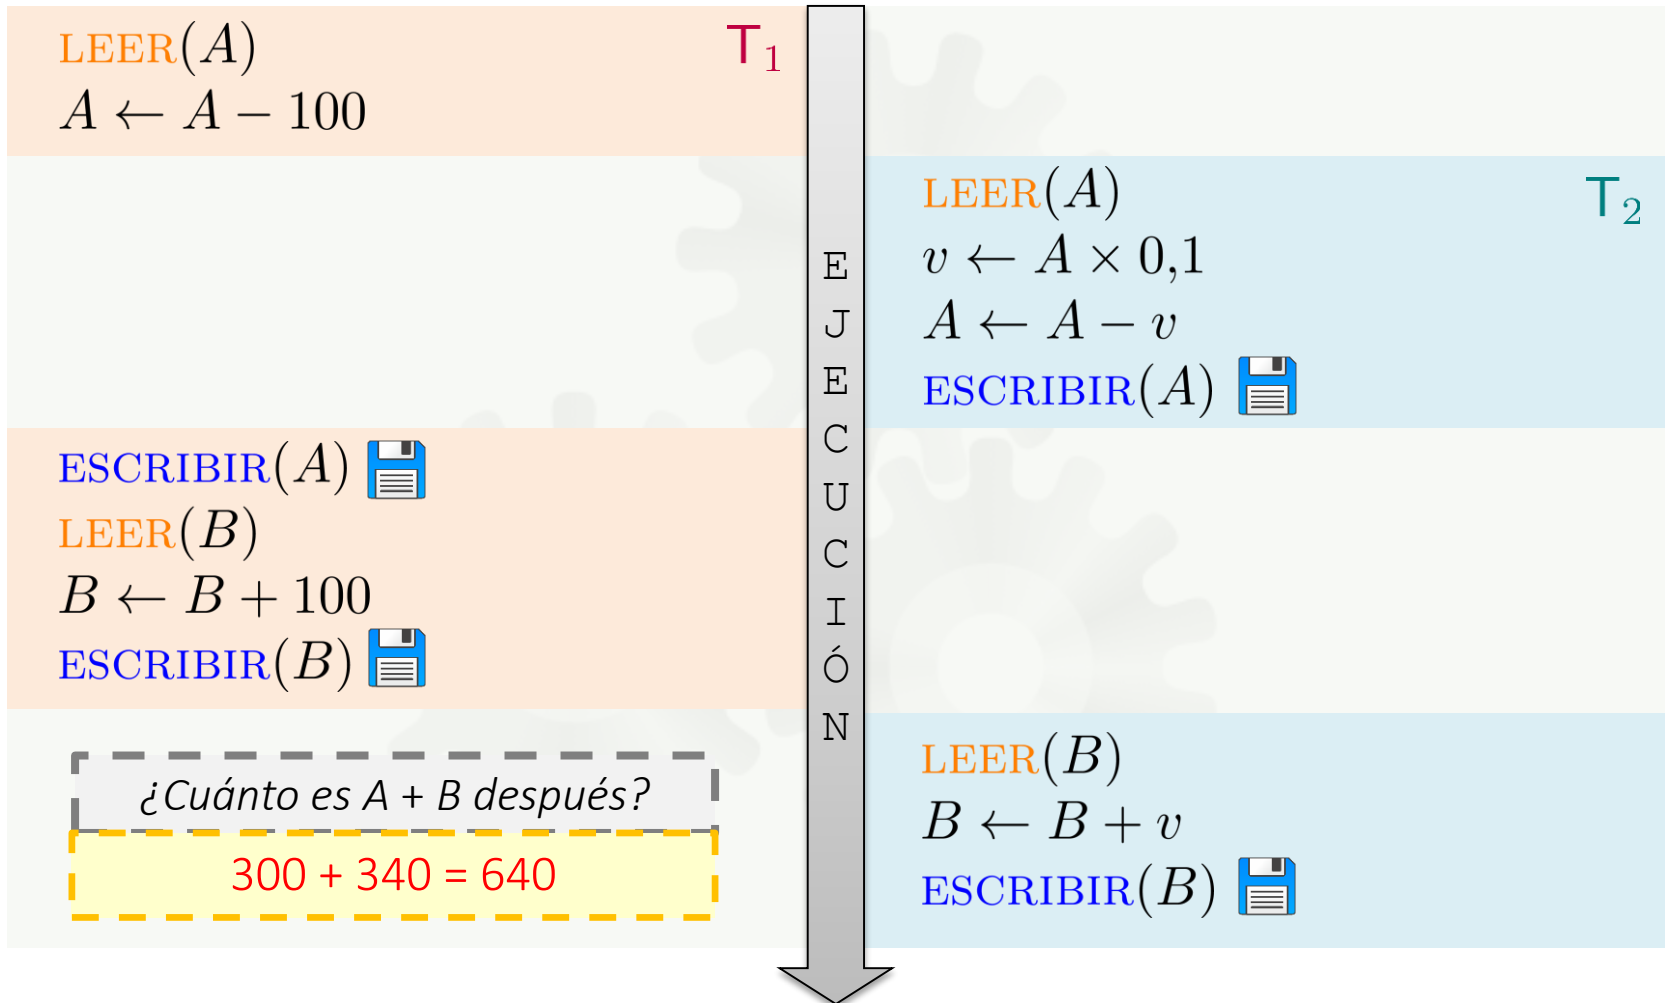 LEER(A)
A ← A − 100
T₁
LEER(A)
v ← A × 0,1
A ← A − v
ESCRIBIR(A)
T₂
ESCRIBIR(A)
LEER(B)
B ← B + 100
ESCRIBIR(B)
LEER(B)
B ← B + v
ESCRIBIR(B)
EJECUCIÓN
¿Cuánto es A + B después?
300 + 340 = 640